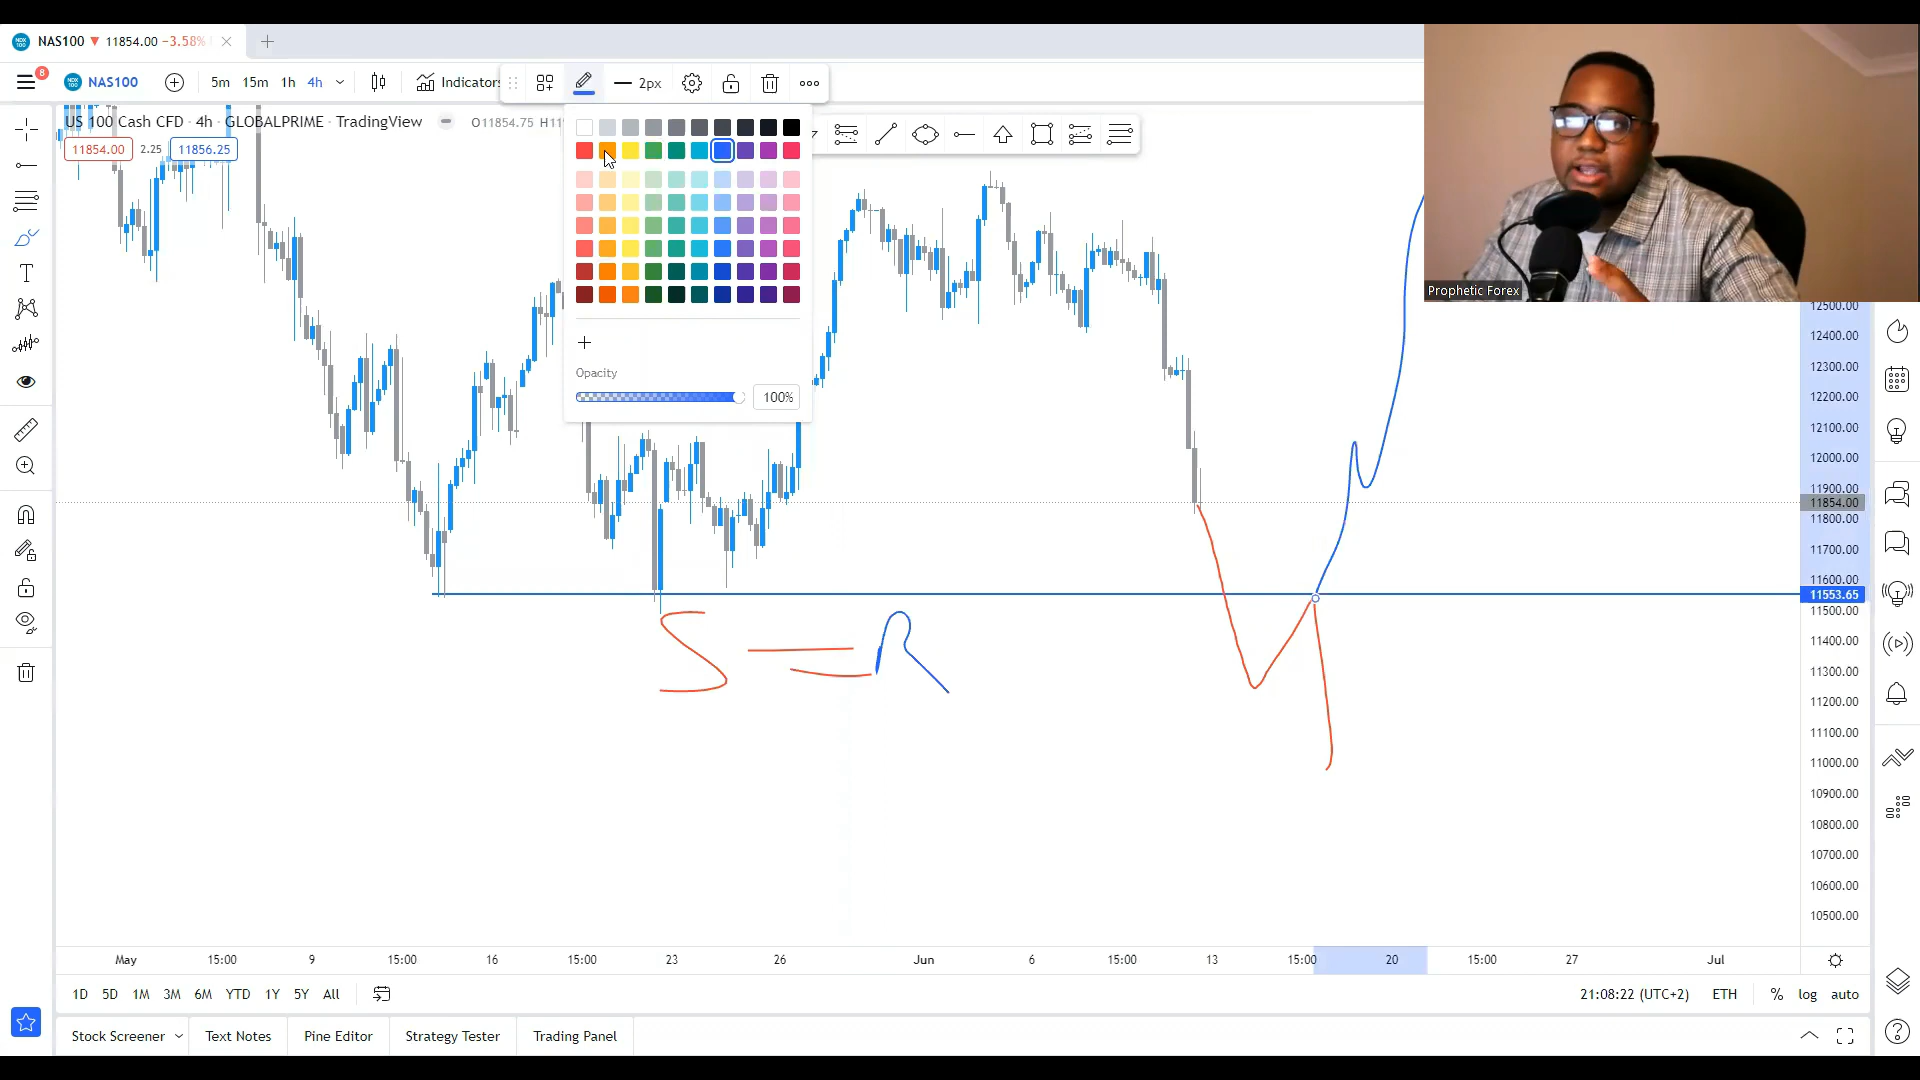 NAS100 ▼ 11854.00 −3.58%
8
NAS100 5m 15m 1h 4h Indicators 2px
US 100 Cash CFD · 4h · GLOBALPRIME · TradingView O11854.75
11854.00 2.25 11856.25
Opacity
100%
S = R
Prophetic Forex
12500.00
12400.00
12300.00
12200.00
12100.00
12000.00
11900.00
11854.00
11800.00
11700.00
11600.00
11553.65
11500.00
11400.00
11300.00
11200.00
11100.00
11000.00
10900.00
10800.00
10700.00
10600.00
10500.00
May 15:00 9 15:00 16 15:00 23 26 Jun 6 15:00 13 15:00 20 15:00 27 Jul
1D 5D 1M 3M 6M YTD 1Y 5Y All 21:08:22 (UTC+2) ETH % log auto
Stock Screener Text Notes Pine Editor Strategy Tester Trading Panel